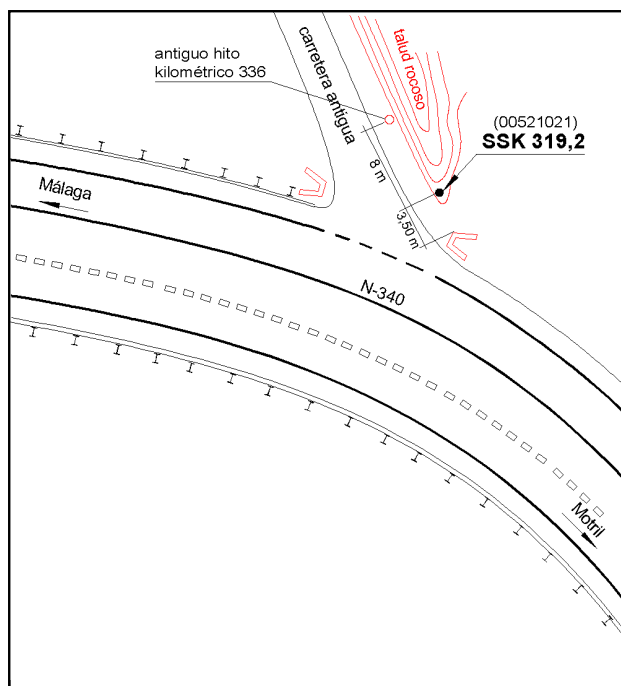 antiguo hito
kilométrico 336
carretera antigua
talud rocoso
(00521021)
SSK 319,2
8 m
3,50 m
Málaga
N-340
Motril